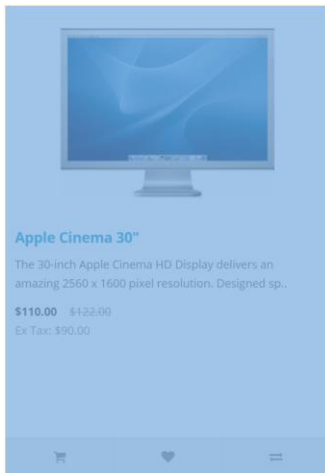 Apple Cinema 30"
The 30-inch Apple Cinema HD Display delivers an
amazing 2560 x 1600 pixel resolution. Designed sp..
$110.00 $122.00
Ex Tax: $90.00